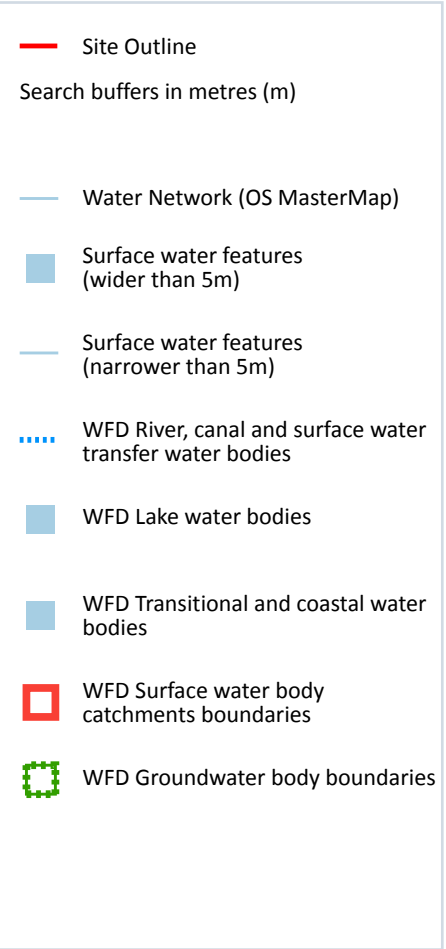 Site Outline
Search buffers in metres (m)
Water Network (OS MasterMap)
Surface water features
(wider than 5m)
Surface water features
(narrower than 5m)
WFD River, canal and surface water
transfer water bodies
WFD Lake water bodies
WFD Transitional and coastal water
bodies
WFD Surface water body
catchments boundaries
WFD Groundwater body boundaries